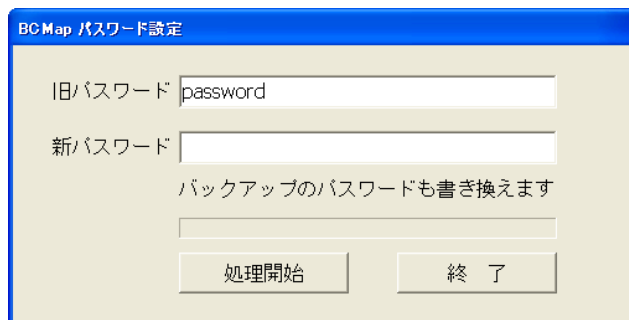 BCMap パスワード設定
旧パスワード password
新パスワード
バックアップのパスワードも書き換えます
処理開始 終 了